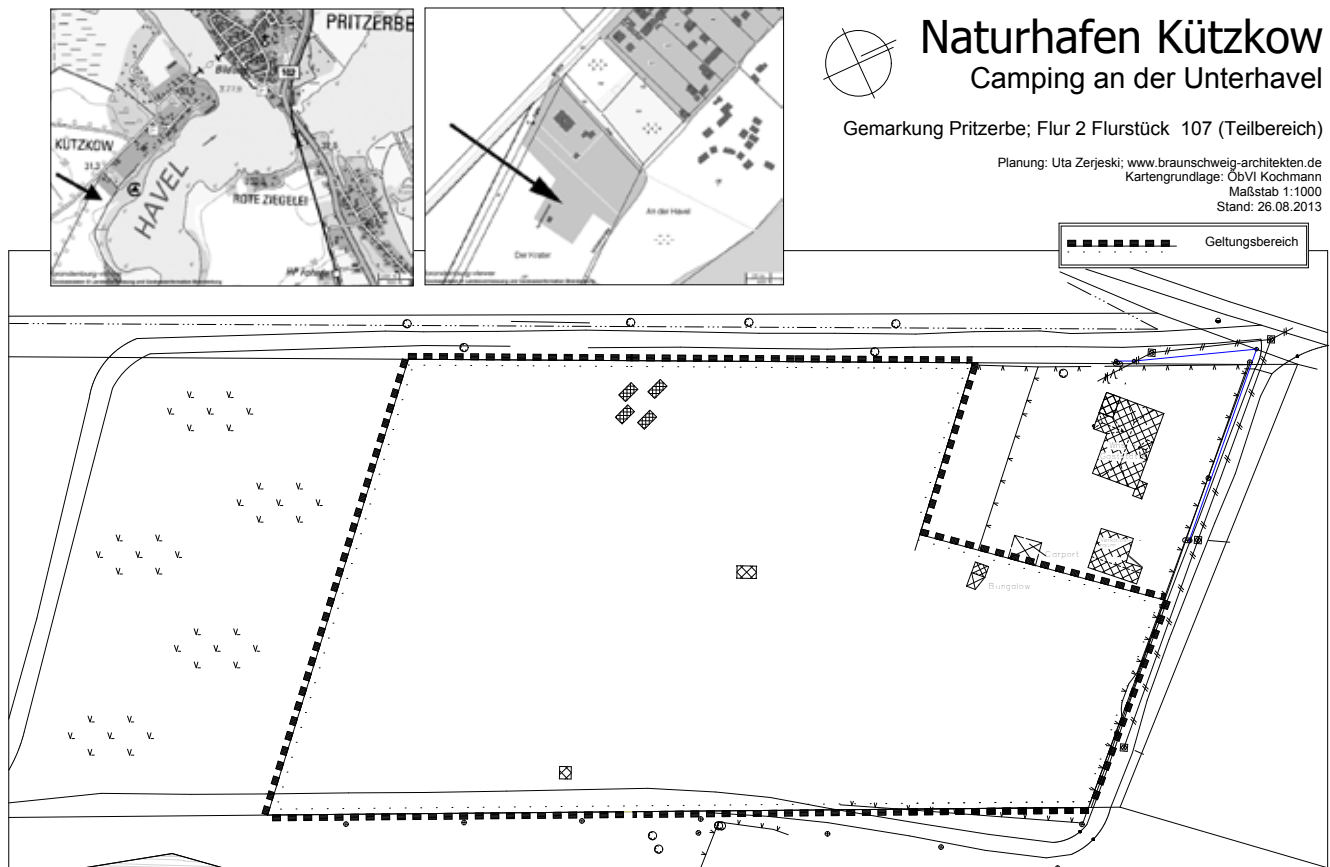 Naturhafen Kützkow
Camping an der Unterhavel
Gemarkung Pritzerbe; Flur 2 Flurstück 107 (Teilbereich)
Planung: Uta Zerjeski; www.braunschweig-architekten.de
Kartengrundlage: ÖbVI Kochmann
Maßstab 1:1000
Stand: 26.08.2013
Geltungsbereich
PRITZERBE
102
KÜTZKOW
31,3
HAVEL
ROTE ZIEGELEI
An der Havel
Der Krater
Carport
Bungalow